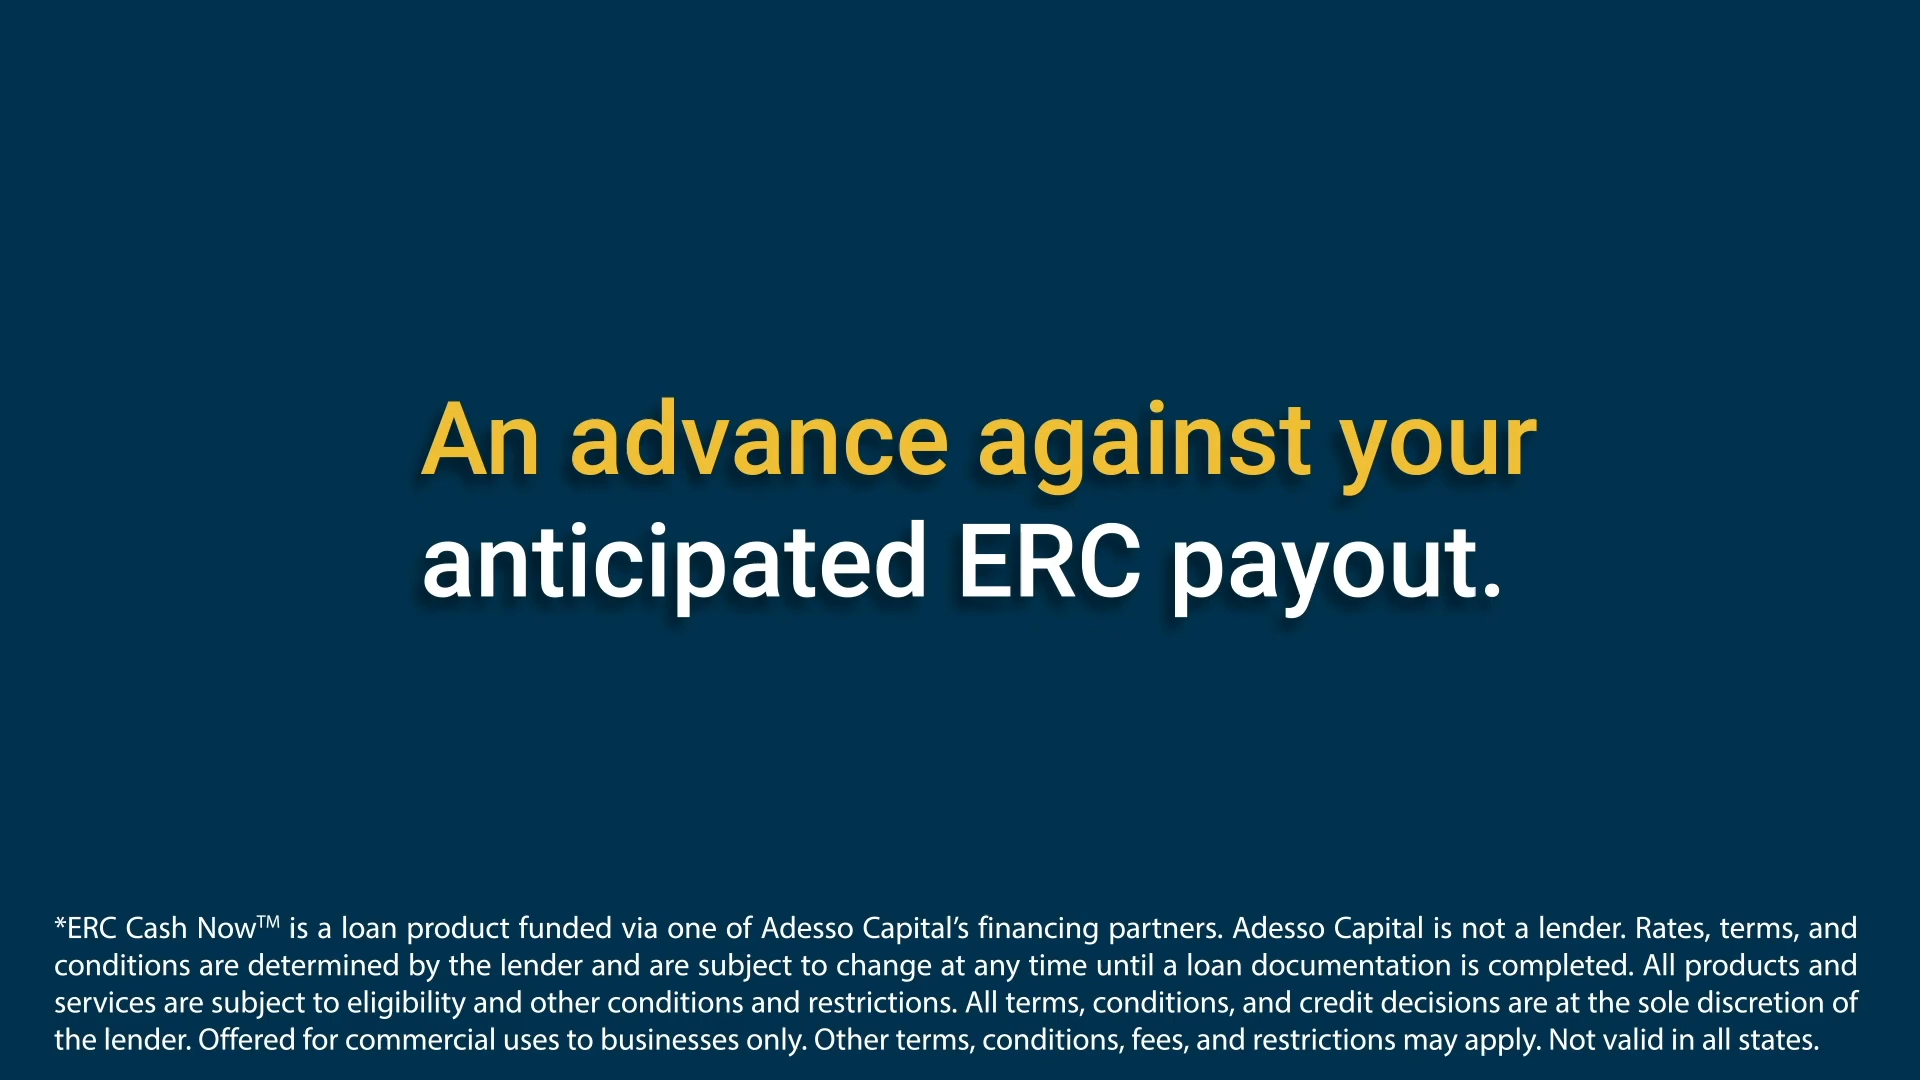 An advance against your
anticipated ERC payout.
*ERC Cash Now™ is a loan product funded via one of Adesso Capital’s financing partners. Adesso Capital is not a lender. Rates, terms, and
conditions are determined by the lender and are subject to change at any time until a loan documentation is completed. All products and
services are subject to eligibility and other conditions and restrictions. All terms, conditions, and credit decisions are at the sole discretion of
the lender. Offered for commercial uses to businesses only. Other terms, conditions, fees, and restrictions may apply. Not valid in all states.